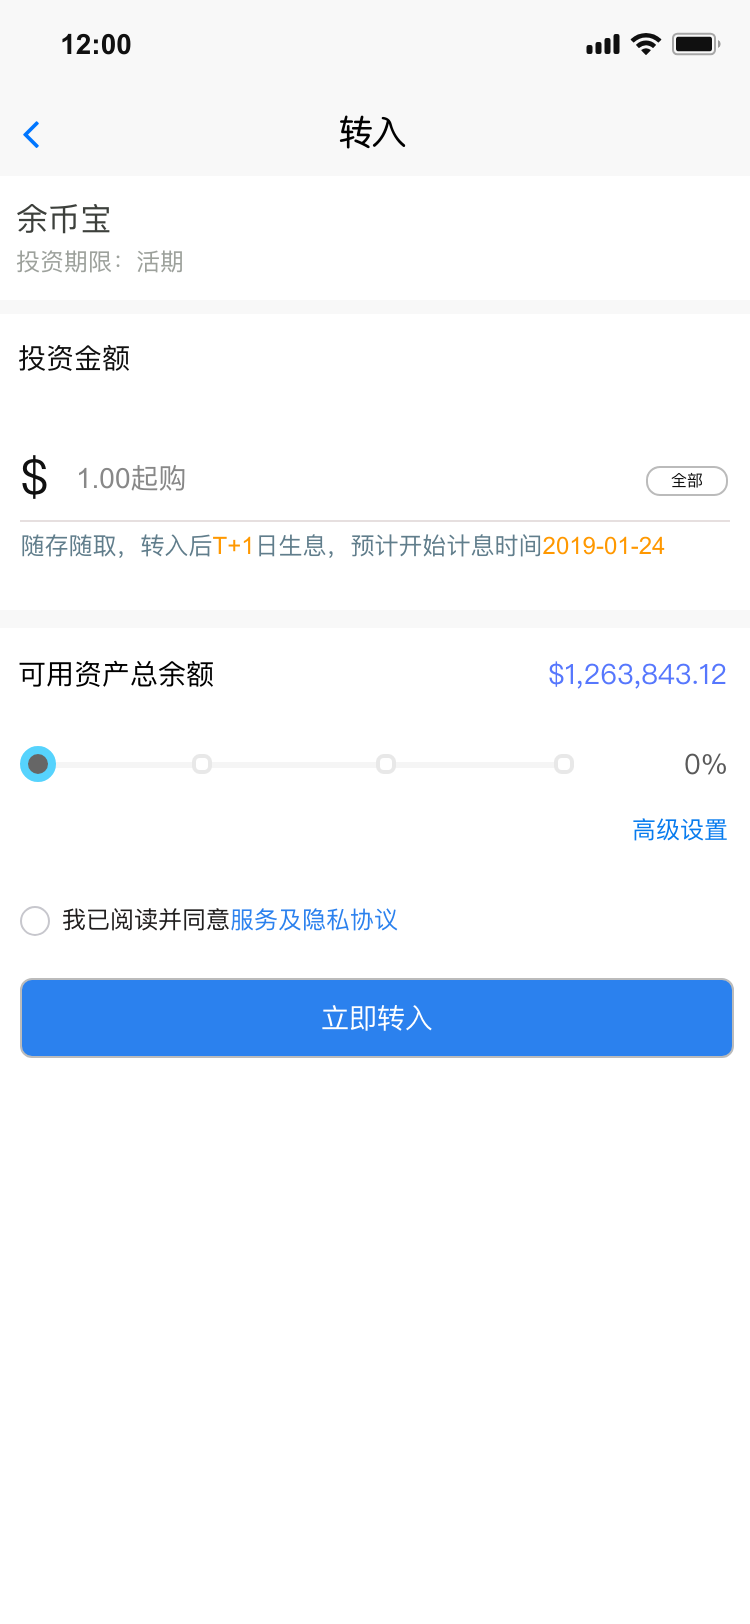 12:00
转入
余币宝
投资期限：活期
投资金额
$ 1.00起购 全部
随存随取，转入后T+1日生息，预计开始计息时间2019-01-24
可用资产总余额 $1,263,843.12
0%
高级设置
我已阅读并同意服务及隐私协议
立即转入